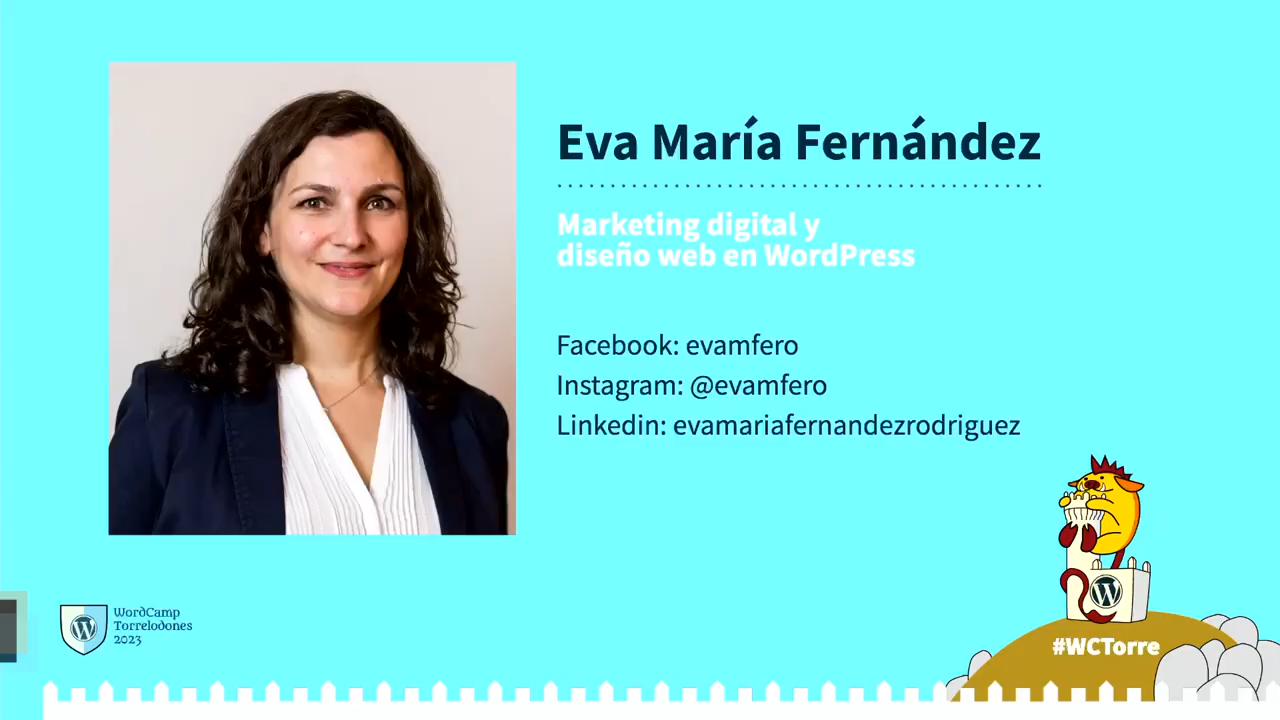 Eva María Fernández
Marketing digital y
diseño web en WordPress
Facebook: evamfero
Instagram: @evamfero
Linkedin: evamariafernandezrodriguez
WordCamp
Torrelodones
2023
#WCTorre